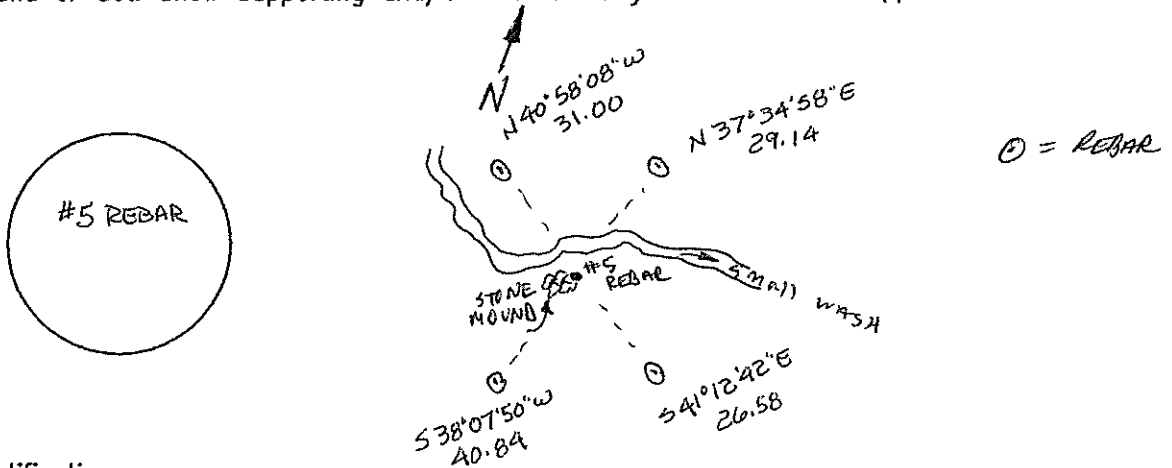 N
N 40° 58' 08" W
31.00
N 37° 34' 58" E
29.14
⊙ = REBAR
#5 REBAR
#5
REBAR
STONE
MOUND
SMALL WASH
S 38° 07' 50" W
40.84
S 41° 12' 42" E
26.58